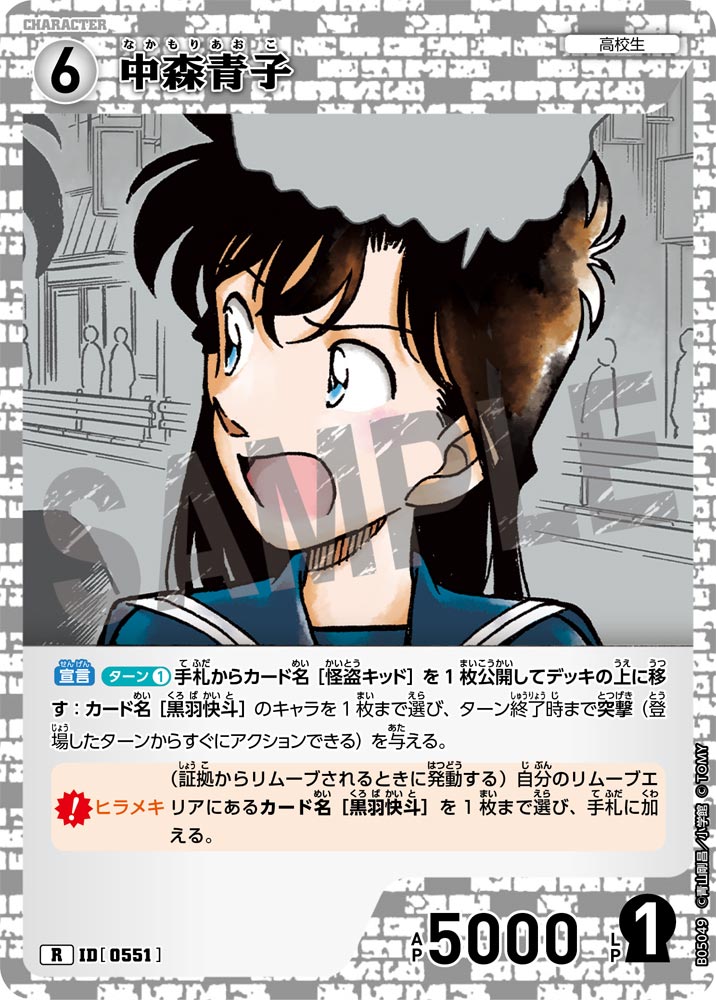 CHARACTER
6
なかもりあおこ
中森青子
高校生
SAMPLE
宣言 ターン1 手札からカード名［怪盗キッド］を1枚公開してデッキの上に移
す：カード名［黒羽快斗］のキャラを1枚まで選び、ターン終了時まで突撃（登
場したターンからすぐにアクションできる）を与える。
（証拠からリムーブされるときに発動する）自分のリムーブエ
ヒラメキ リアにあるカード名［黒羽快斗］を1枚まで選び、手札に加
える。
R ID[ 0551 ]
AP 5000 LP 1
B05049 ©青山剛昌／小学館 ©TOMY